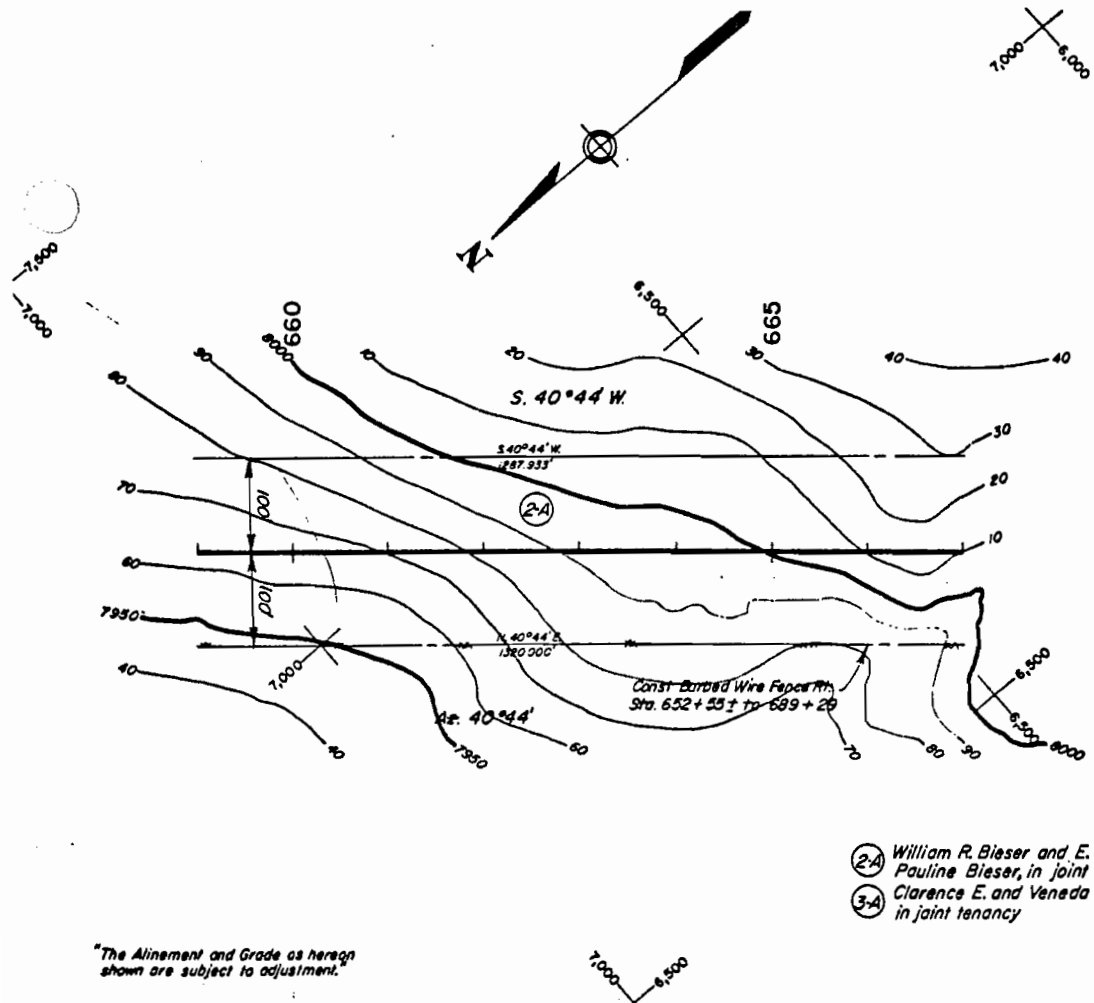 7,000 6,000
N
7,500
7,000
6,500
660
665
8000
90
80
10
20
30
40 40
S. 40°44' W.
S.40°44' W.
1287.933'
30
20
10
100
2-A
70
60
7950
100
N. 40°44' E.
1320.000'
40
7,000
Az. 40°44'
40
7950
60
Const Barbed Wire Fence Rt.
Sta. 652+55± to 689+29
70
80
90
8000
6,500
6,500
2-A William R. Bieser and E.
Pauline Bieser, in joint
3-A Clarence E. and Veneda
in joint tenancy
"The Alinement and Grade as hereon
shown are subject to adjustment."
7,000 6,500